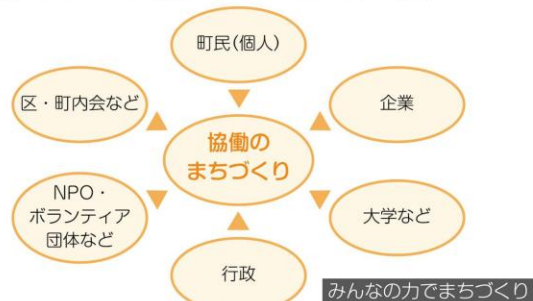 町民(個人)
区・町内会など
企業
協働の
まちづくり
NPO・
ボランティア
団体など
大学など
行政
みんなの力でまちづくり